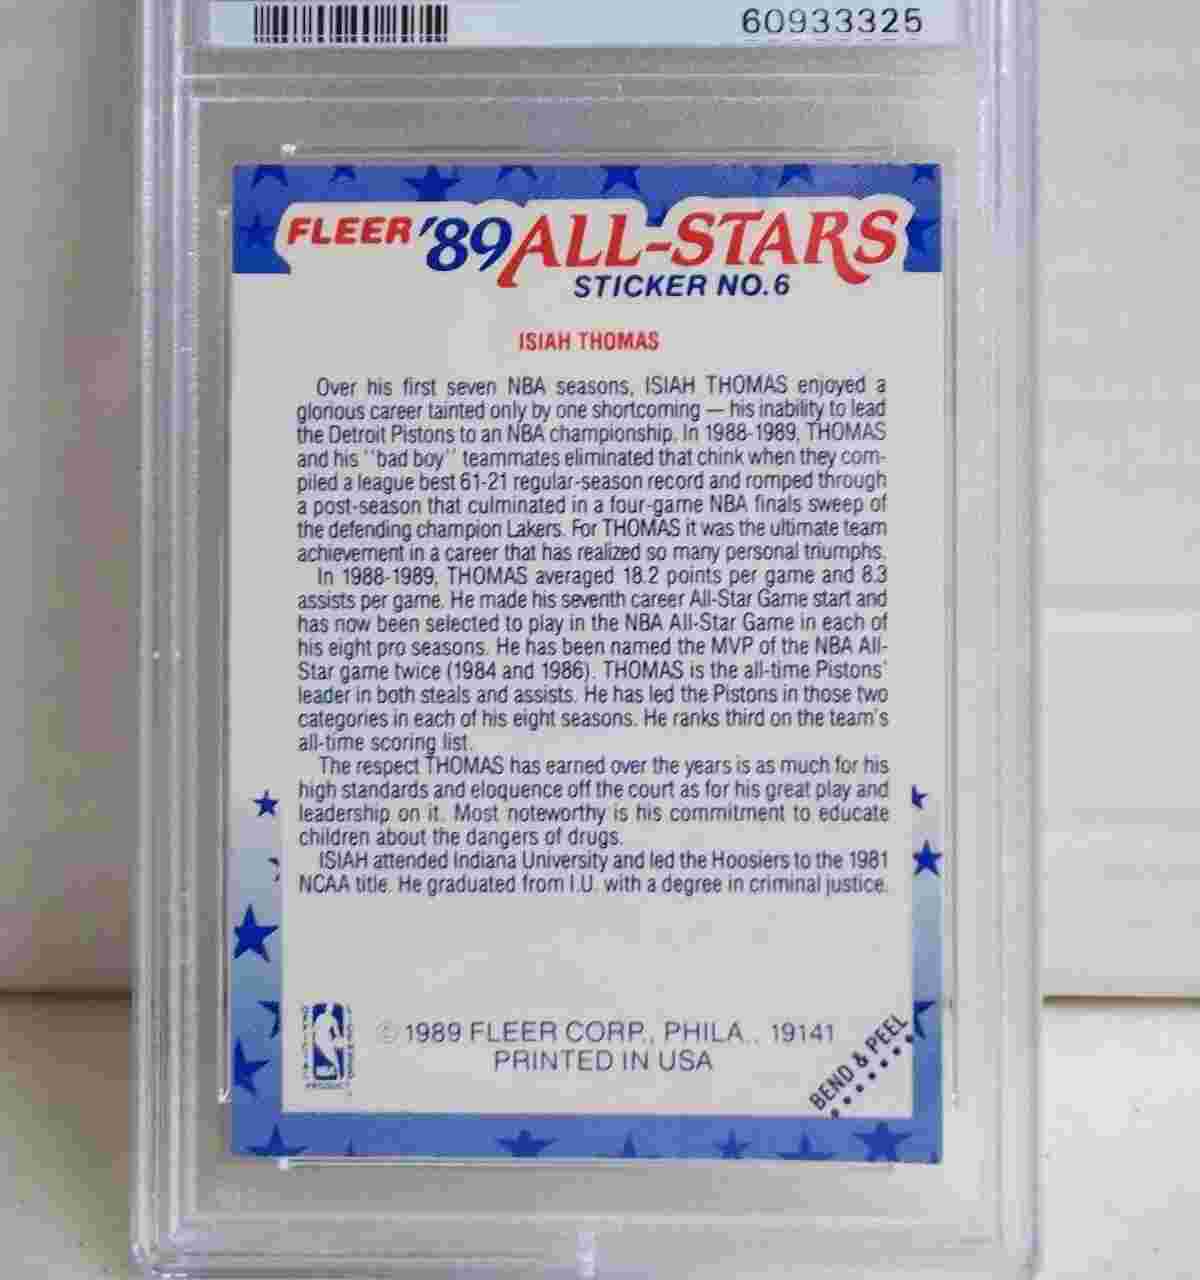 60933325
FLEER '89 ALL-STARS
STICKER NO.6
ISIAH THOMAS
Over his first seven NBA seasons, ISIAH THOMAS enjoyed a
glorious career tainted only by one shortcoming — his inability to lead
the Detroit Pistons to an NBA championship. In 1988-1989, THOMAS
and his "bad boy" teammates eliminated that chink when they com-
piled a league best 61-21 regular-season record and romped through
a post-season that culminated in a four-game NBA finals sweep of
the defending champion Lakers. For THOMAS it was the ultimate team
achievement in a career that has realized so many personal triumphs.
In 1988-1989, THOMAS averaged 18.2 points per game and 8.3
assists per game. He made his seventh career All-Star Game start and
has now been selected to play in the NBA All-Star Game in each of
his eight pro seasons. He has been named the MVP of the NBA All-
Star game twice (1984 and 1986). THOMAS is the all-time Pistons'
leader in both steals and assists. He has led the Pistons in those two
categories in each of his eight seasons. He ranks third on the team's
all-time scoring list.
The respect THOMAS has earned over the years is as much for his
high standards and eloquence off the court as for his great play and
leadership on it. Most noteworthy is his commitment to educate
children about the dangers of drugs.
ISIAH attended Indiana University and led the Hoosiers to the 1981
NCAA title. He graduated from I.U. with a degree in criminal justice.
PRODUCT
© 1989 FLEER CORP., PHILA., 19141
PRINTED IN USA
BEND & PEEL